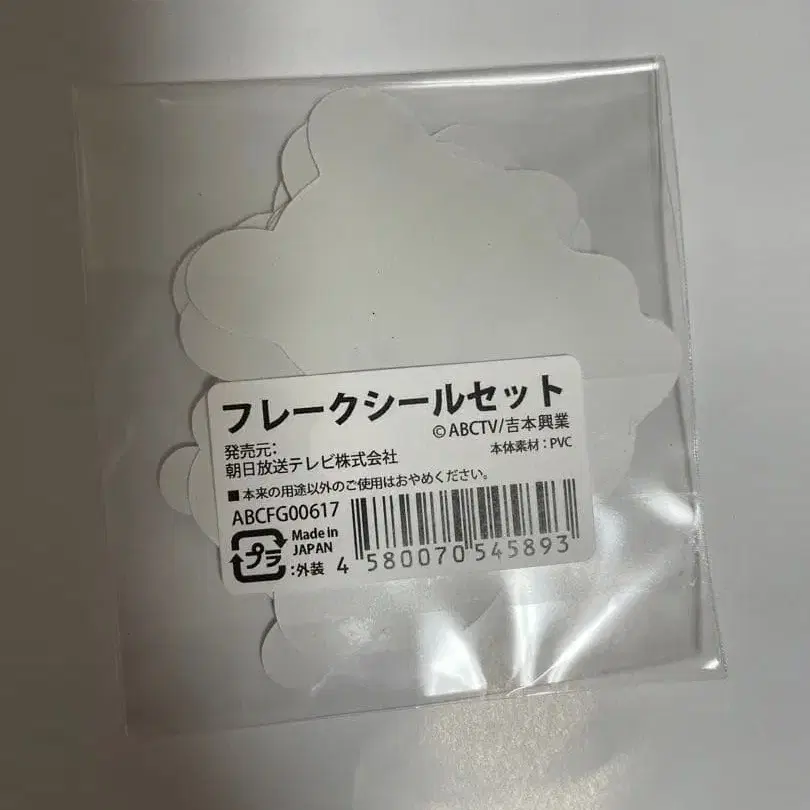 フレークシールセット
©ABCTV/吉本興業
発売元：
朝日放送テレビ株式会社
本体素材：PVC
■本来の用途以外のご使用はおやめください。
ABCFG00617
プラ
：外装
Made in
JAPAN
4 580070 545893